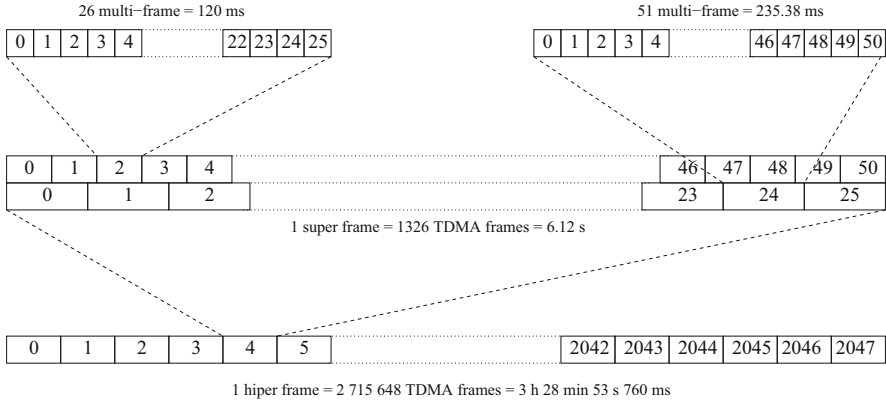 26 multi−frame = 120 ms
51 multi−frame = 235.38 ms
0 1 2 3 4 22 23 24 25
0 1 2 3 4 46 47 48 49 50
0 1 2 3 4 46 47 48 49 50
0 1 2 23 24 25
1 super frame = 1326 TDMA frames = 6.12 s
0 1 2 3 4 5 2042 2043 2044 2045 2046 2047
1 hiper frame = 2 715 648 TDMA frames = 3 h 28 min 53 s 760 ms